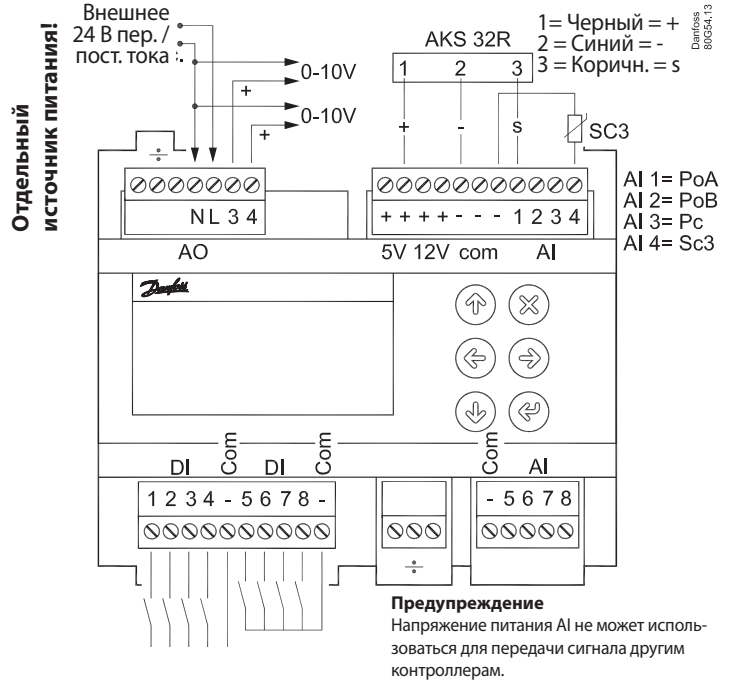 Отдельный
источник питания!
Внешнее
24 В пер. /
пост. тока :
0-10V
+
0-10V
+
AKS 32R
1 2 3
1= Черный = +
2 = Синий = -
3 = Коричн. = s
Danfoss
80G54.13
+ - s
SC3
÷
N L 3 4
AO
+ + + + - - - 1 2 3 4
5V 12V com AI
AI 1= PoA
AI 2= PoB
AI 3= Pc
AI 4= Sc3
Danfoss
DI Com DI Com
1 2 3 4 - 5 6 7 8 -
÷
Com AI
- 5 6 7 8
Предупреждение
Напряжение питания AI не может исполь-
зоваться для передачи сигнала другим
контроллерам.